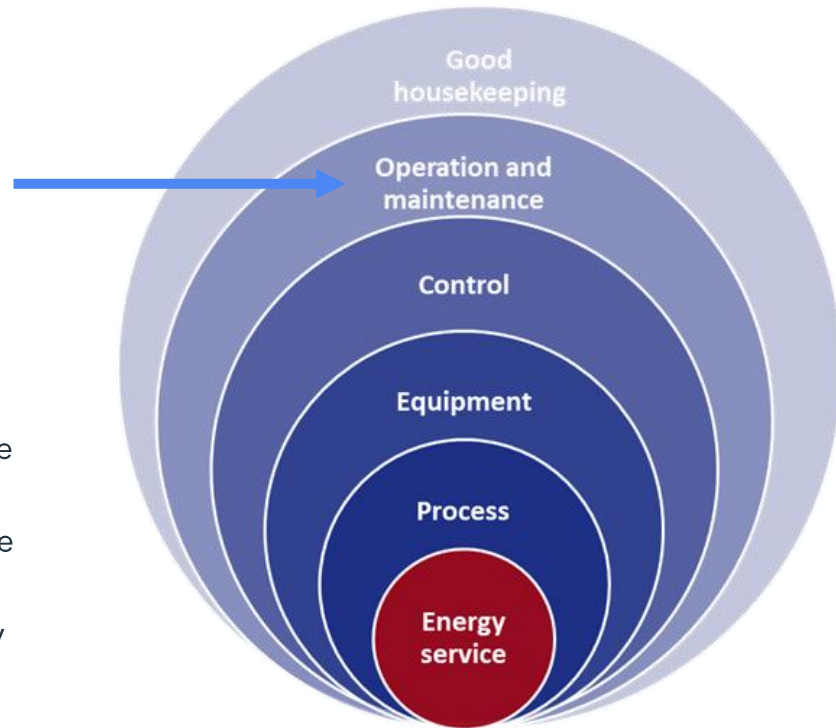 Good
housekeeping
Operation and
maintenance
Control
Equipment
e
Process
e
Energy
service